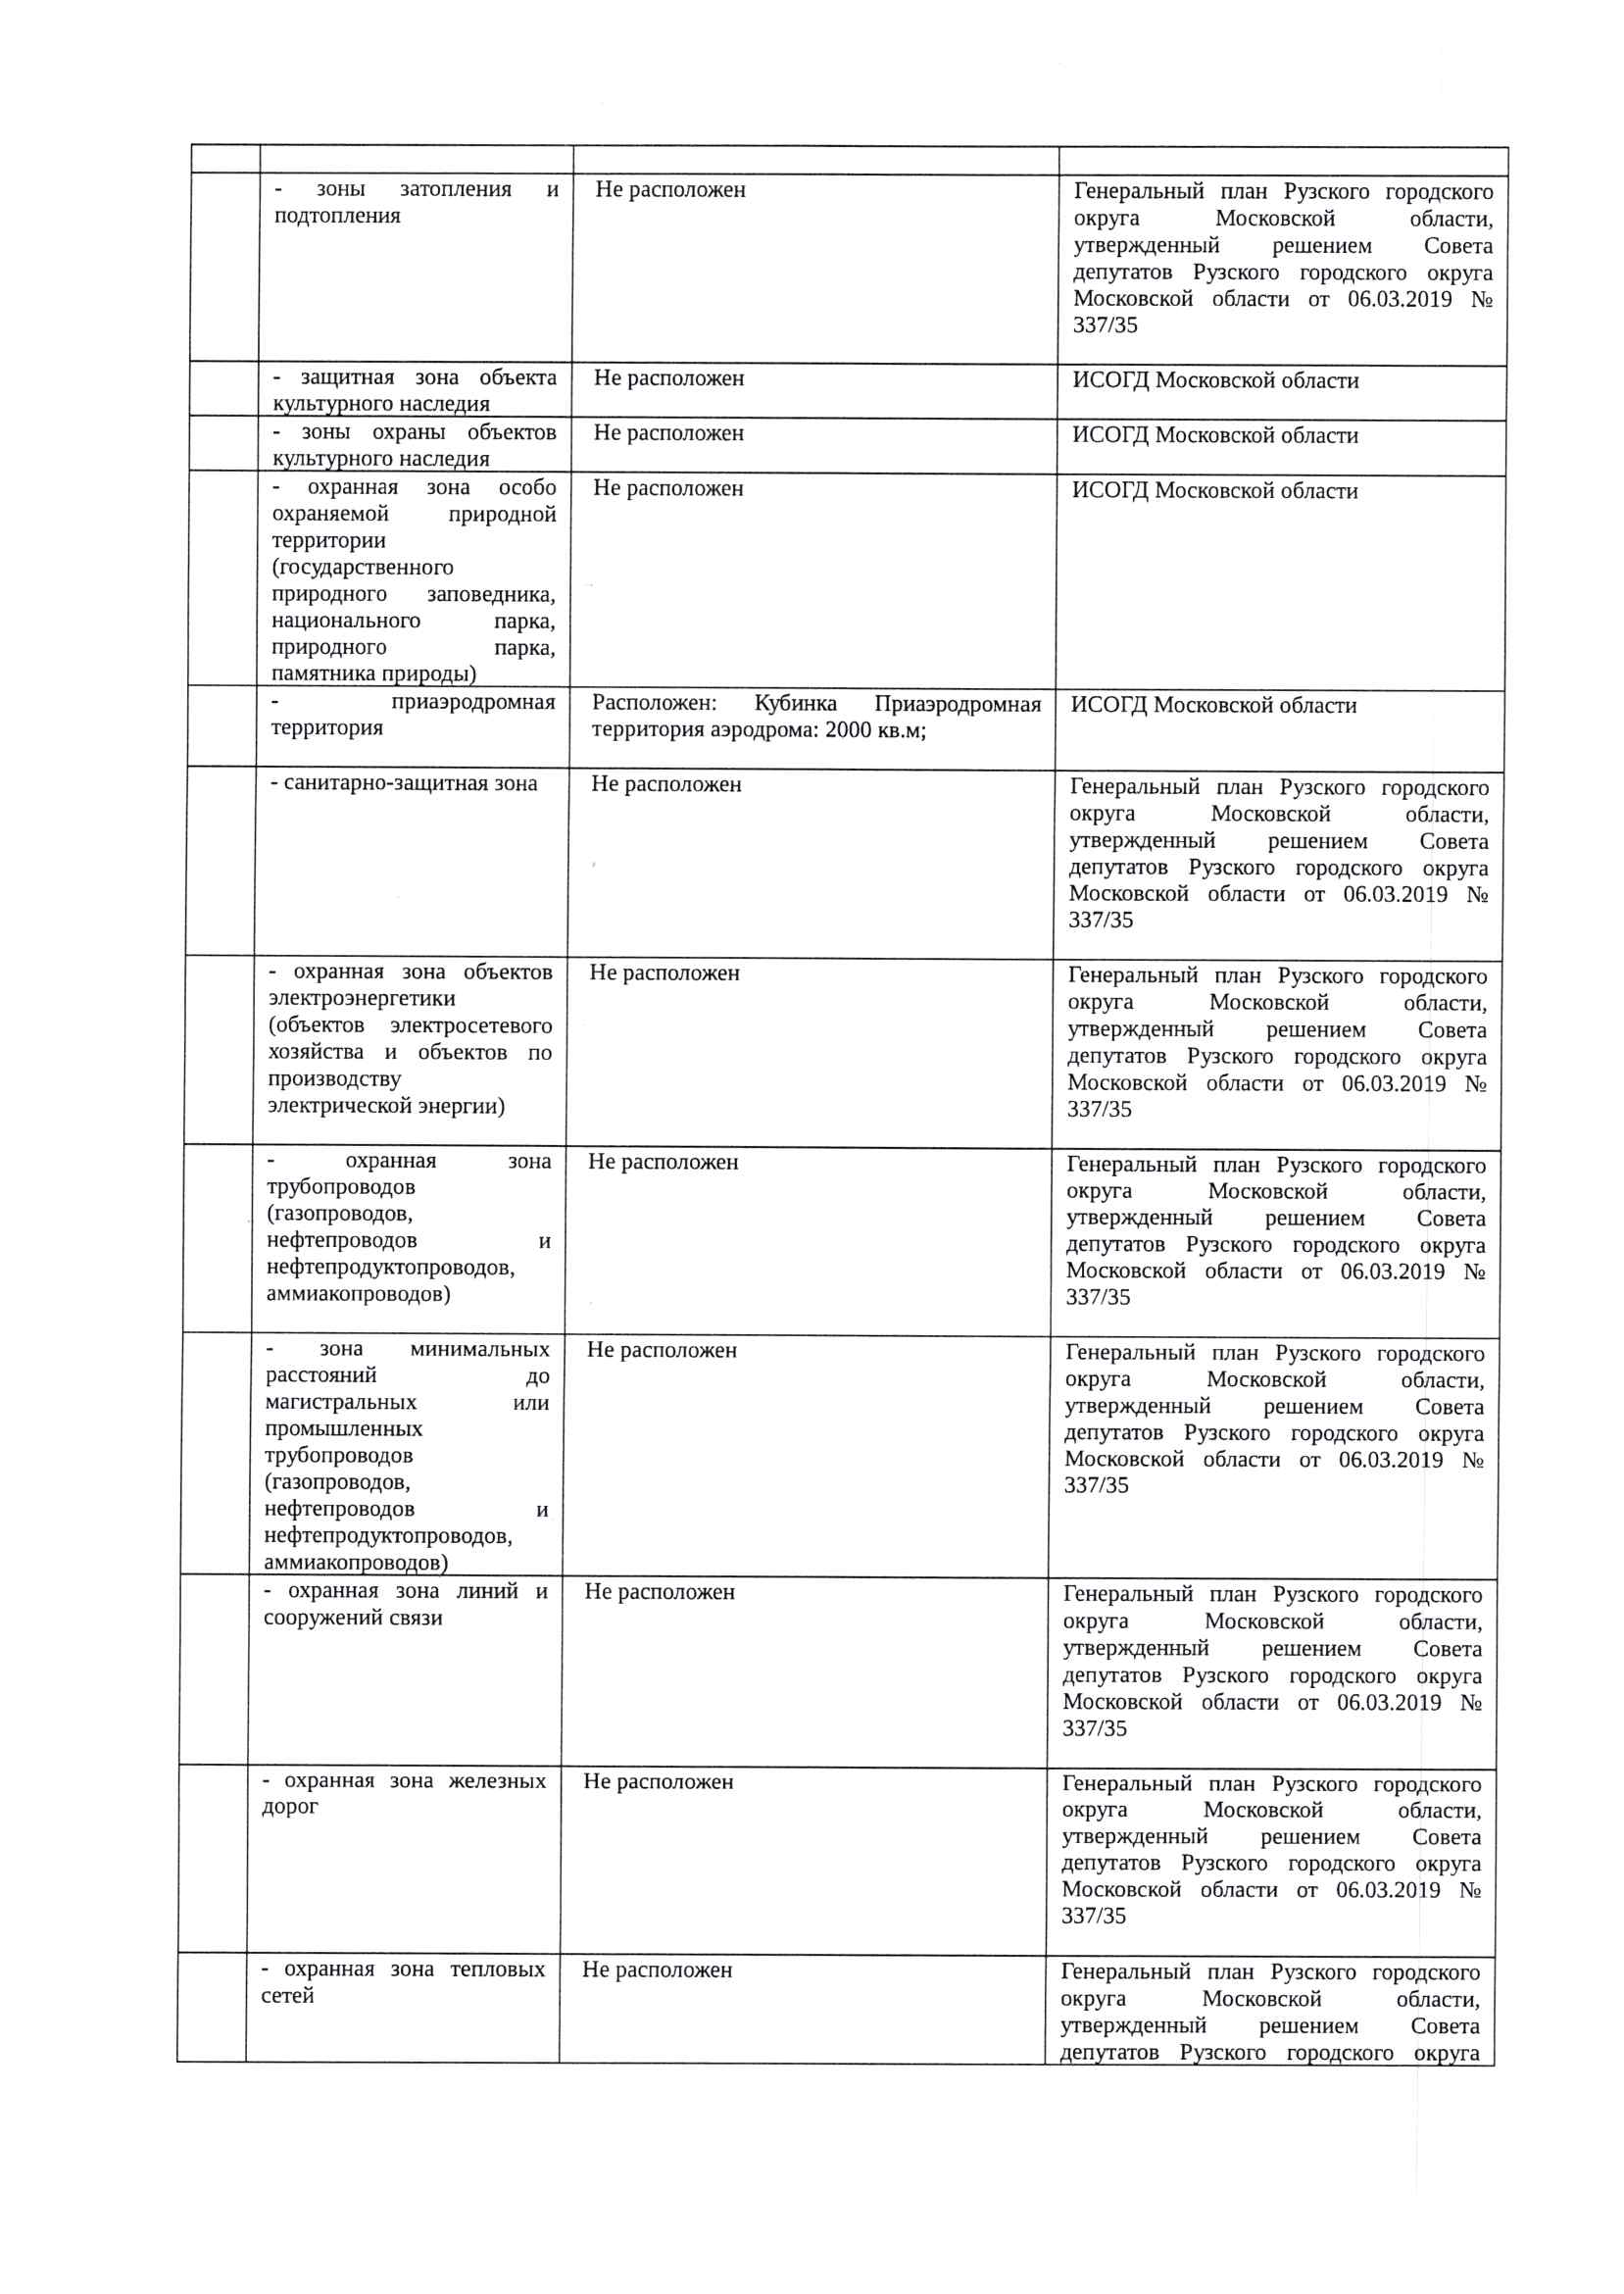 - зоны затопления и
подтопления
Не расположен
Генеральный план Рузского городского
округа Московской области,
утвержденный решением Совета
депутатов Рузского городского округа
Московской области от 06.03.2019 №
337/35
- защитная зона объекта
культурного наследия
Не расположен
ИСОГД Московской области
- зоны охраны объектов
культурного наследия
Не расположен
ИСОГД Московской области
- охранная зона особо
охраняемой природной
территории
(государственного
природного заповедника,
национального парка,
природного парка,
памятника природы)
Не расположен
ИСОГД Московской области
- приаэродромная
территория
Расположен: Кубинка Приаэродромная
территория аэродрома: 2000 кв.м;
ИСОГД Московской области
- санитарно-защитная зона
Не расположен
Генеральный план Рузского городского
округа Московской области,
утвержденный решением Совета
депутатов Рузского городского округа
Московской области от 06.03.2019 №
337/35
- охранная зона объектов
электроэнергетики
(объектов электросетевого
хозяйства и объектов по
производству
электрической энергии)
Не расположен
Генеральный план Рузского городского
округа Московской области,
утвержденный решением Совета
депутатов Рузского городского округа
Московской области от 06.03.2019 №
337/35
- охранная зона
трубопроводов
(газопроводов,
нефтепроводов и
нефтепродуктопроводов,
аммиакопроводов)
Не расположен
Генеральный план Рузского городского
округа Московской области,
утвержденный решением Совета
депутатов Рузского городского округа
Московской области от 06.03.2019 №
337/35
- зона минимальных
расстояний до
магистральных или
промышленных
трубопроводов
(газопроводов,
нефтепроводов и
нефтепродуктопроводов,
аммиакопроводов)
Не расположен
Генеральный план Рузского городского
округа Московской области,
утвержденный решением Совета
депутатов Рузского городского округа
Московской области от 06.03.2019 №
337/35
- охранная зона линий и
сооружений связи
Не расположен
Генеральный план Рузского городского
округа Московской области,
утвержденный решением Совета
депутатов Рузского городского округа
Московской области от 06.03.2019 №
337/35
- охранная зона железных
дорог
Не расположен
Генеральный план Рузского городского
округа Московской области,
утвержденный решением Совета
депутатов Рузского городского округа
Московской области от 06.03.2019 №
337/35
- охранная зона тепловых
сетей
Не расположен
Генеральный план Рузского городского
округа Московской области,
утвержденный решением Совета
депутатов Рузского городского округа